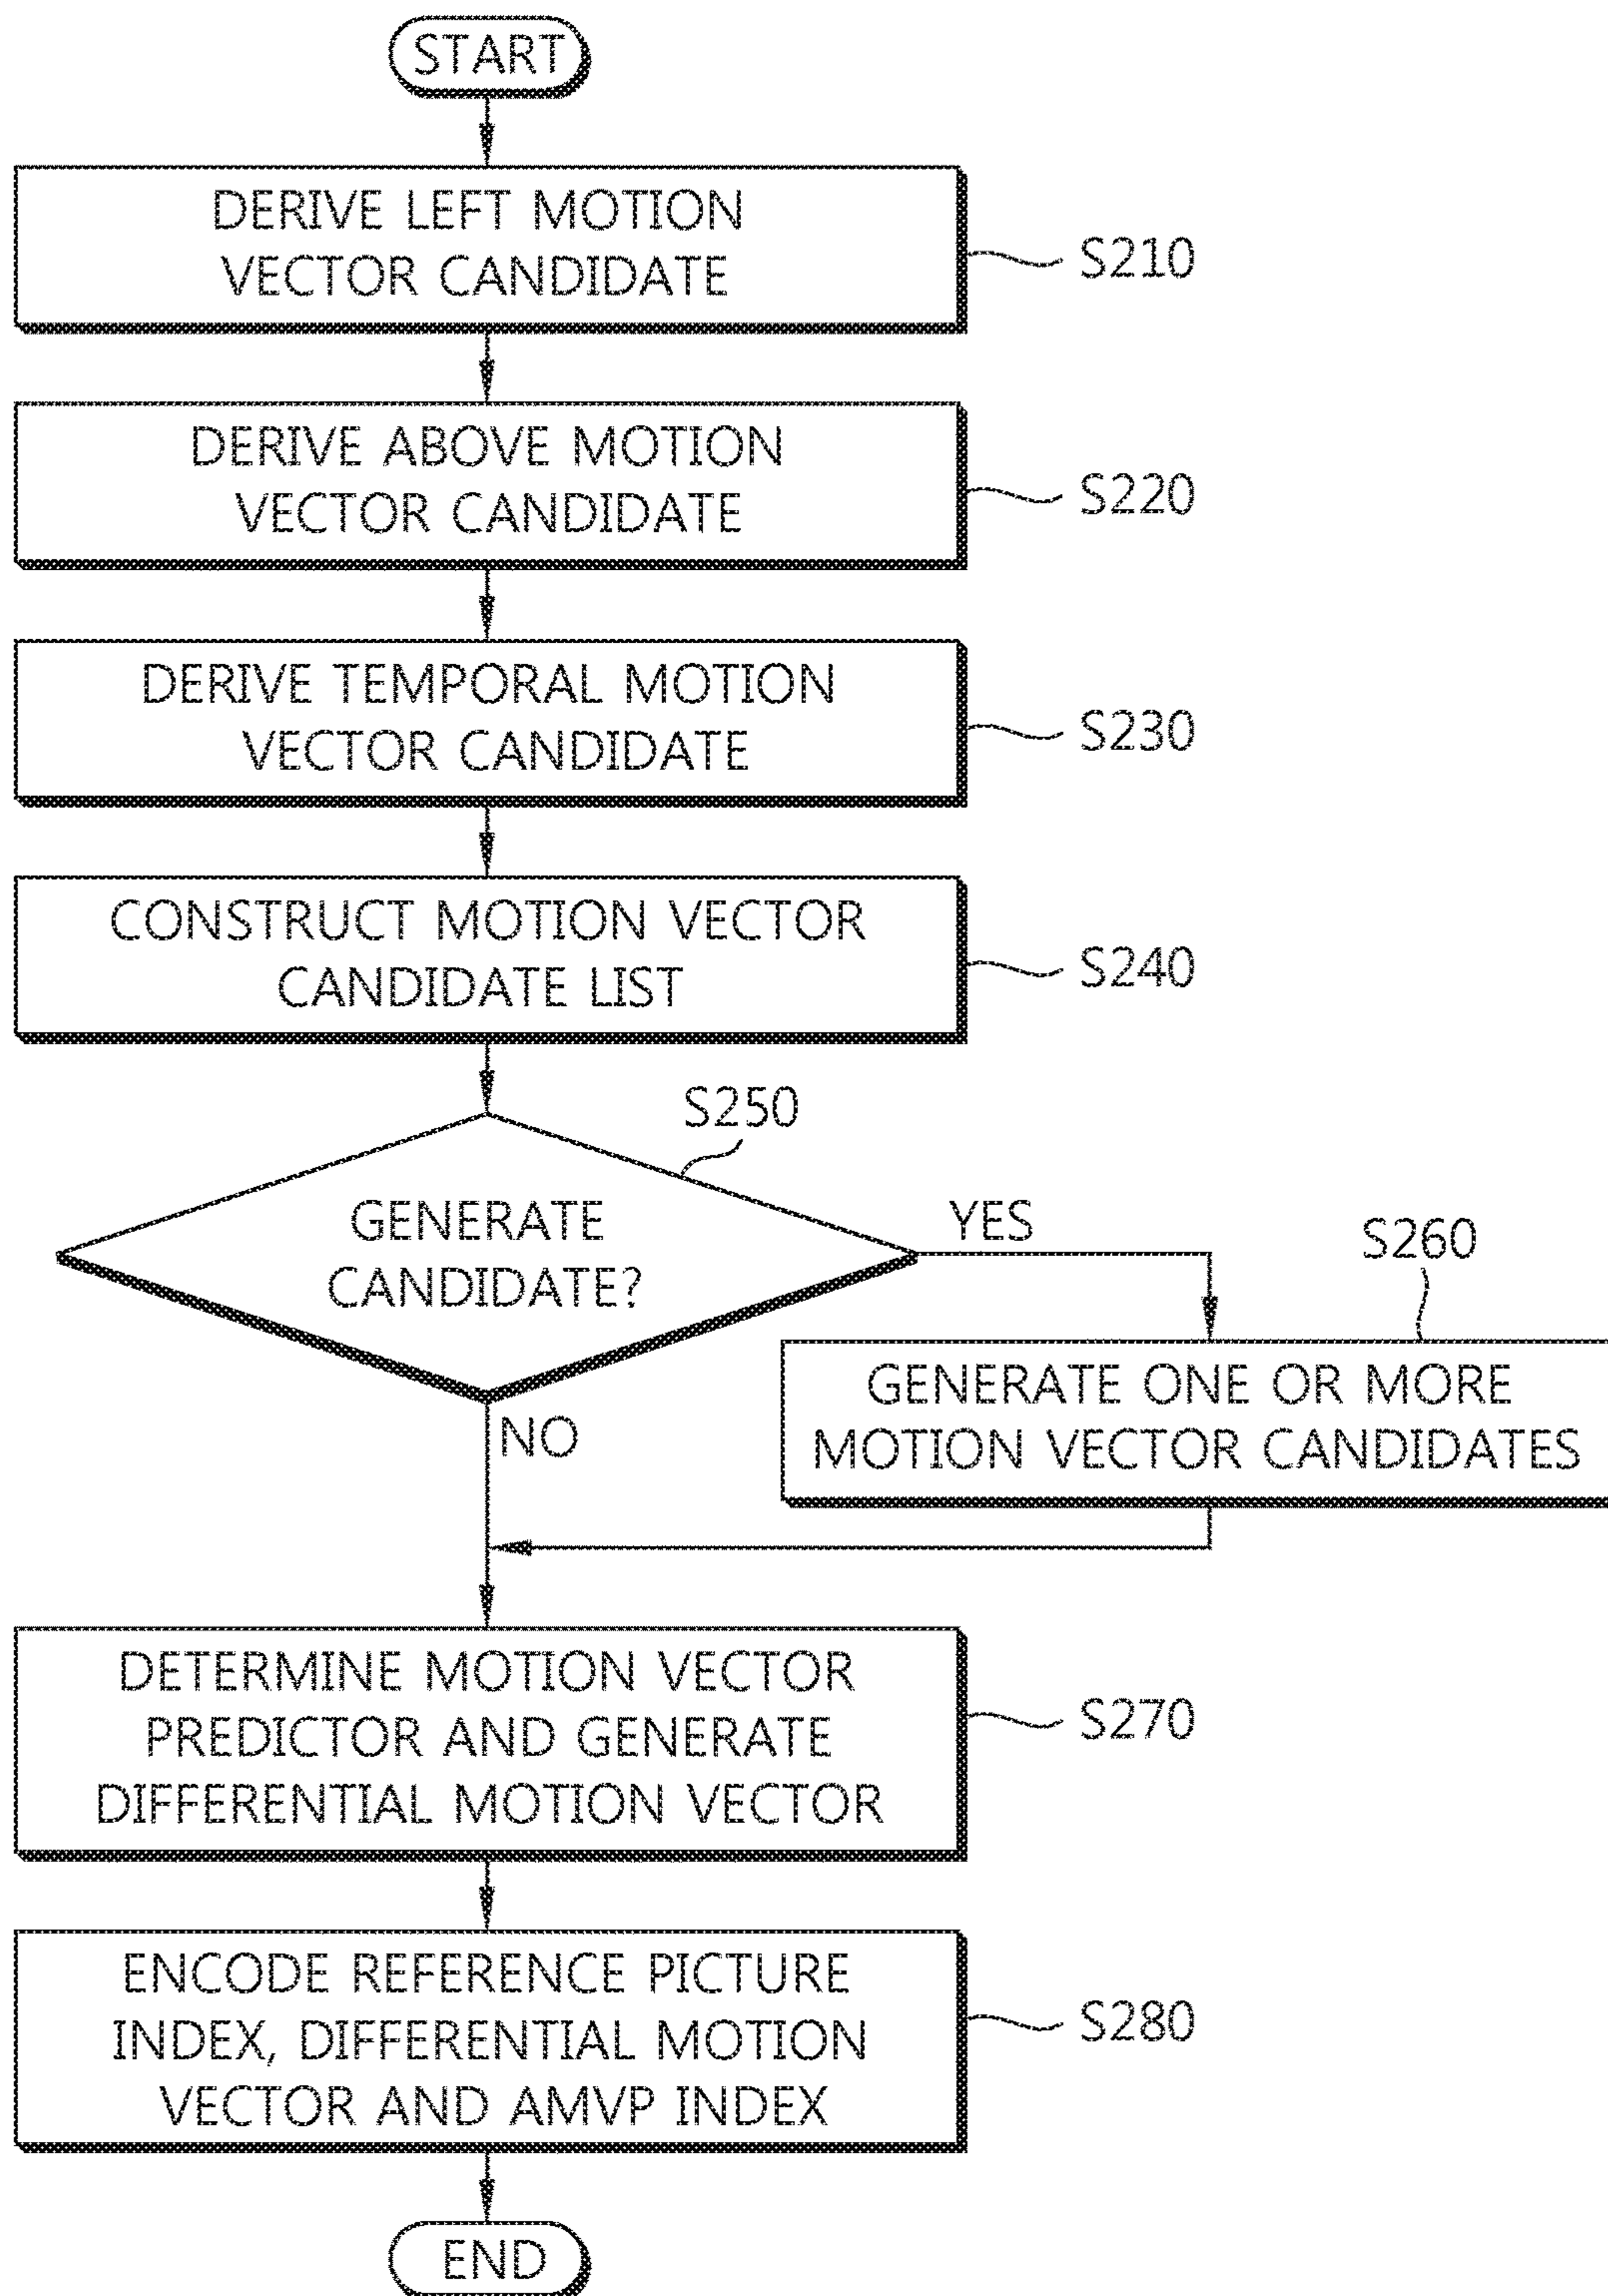 START
DERIVE LEFT MOTION
VECTOR CANDIDATE
S210
DERIVE ABOVE MOTION
VECTOR CANDIDATE
S220
DERIVE TEMPORAL MOTION
VECTOR CANDIDATE
S230
CONSTRUCT MOTION VECTOR
CANDIDATE LIST
S240
S250
GENERATE
CANDIDATE?
YES
S260
GENERATE ONE OR MORE
MOTION VECTOR CANDIDATES
NO
DETERMINE MOTION VECTOR
PREDICTOR AND GENERATE
DIFFERENTIAL MOTION VECTOR
S270
ENCODE REFERENCE PICTURE
INDEX, DIFFERENTIAL MOTION
VECTOR AND AMVP INDEX
S280
END